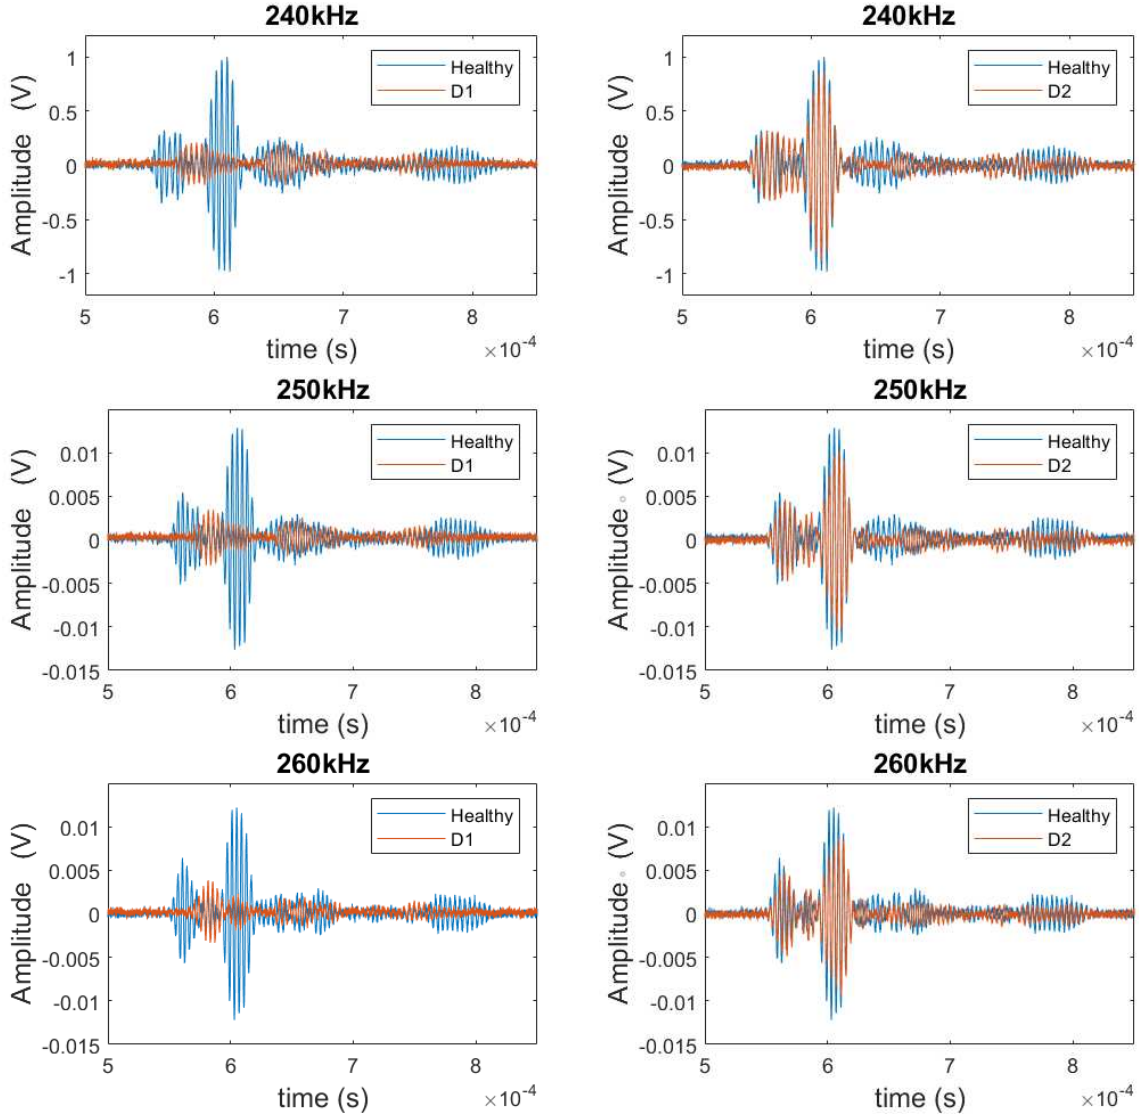 240kHz
Amplitude (V)
1
0.5
0
-0.5
-1
Healthy
D1
5 6 7 8
time (s)
×10-4
240kHz
Amplitude (V)
1
0.5
0
-0.5
-1
Healthy
D2
5 6 7 8
time (s)
×10-4
250kHz
Amplitude (V)
0.01
0.005
0
-0.005
-0.01
-0.015
Healthy
D1
5 6 7 8
time (s)
×10-4
250kHz
Amplitude (V)
0.01
0.005
0
-0.005
-0.01
-0.015
Healthy
D2
5 6 7 8
time (s)
×10-4
260kHz
Amplitude (V)
0.01
0.005
0
-0.005
-0.01
-0.015
Healthy
D1
5 6 7 8
time (s)
×10-4
260kHz
Amplitude (V)
0.01
0.005
0
-0.005
-0.01
-0.015
Healthy
D2
5 6 7 8
time (s)
×10-4